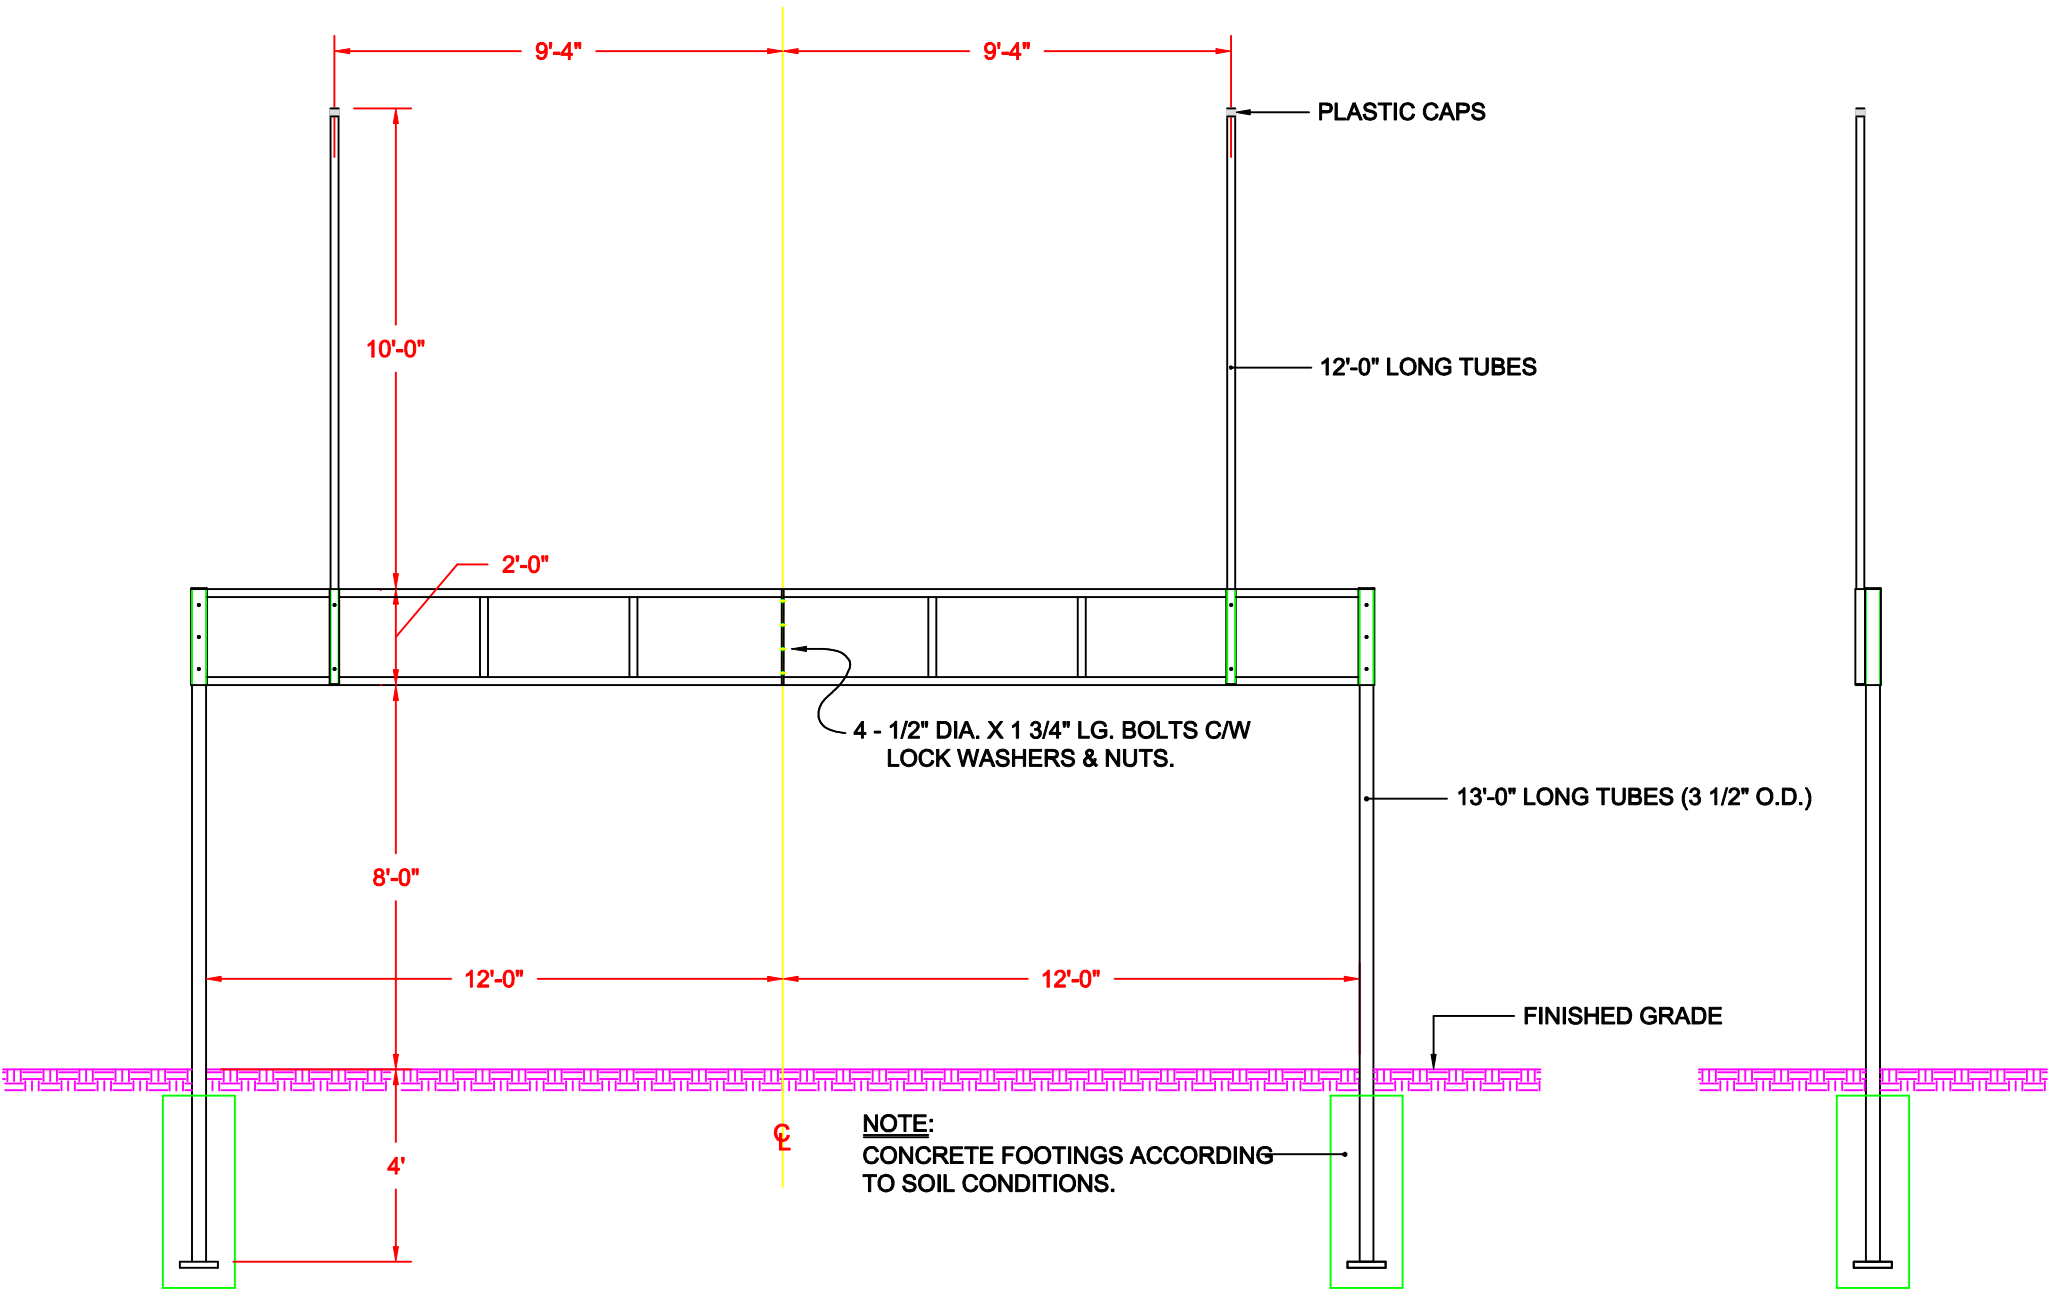 9'-4" 9'-4"
PLASTIC CAPS
10'-0"
12'-0" LONG TUBES
2'-0"
4 - 1/2" DIA. X 1 3/4" LG. BOLTS C/W
LOCK WASHERS & NUTS.
13'-0" LONG TUBES (3 1/2" O.D.)
8'-0"
12'-0" 12'-0"
FINISHED GRADE
CL
NOTE:
CONCRETE FOOTINGS ACCORDING
TO SOIL CONDITIONS.
4'